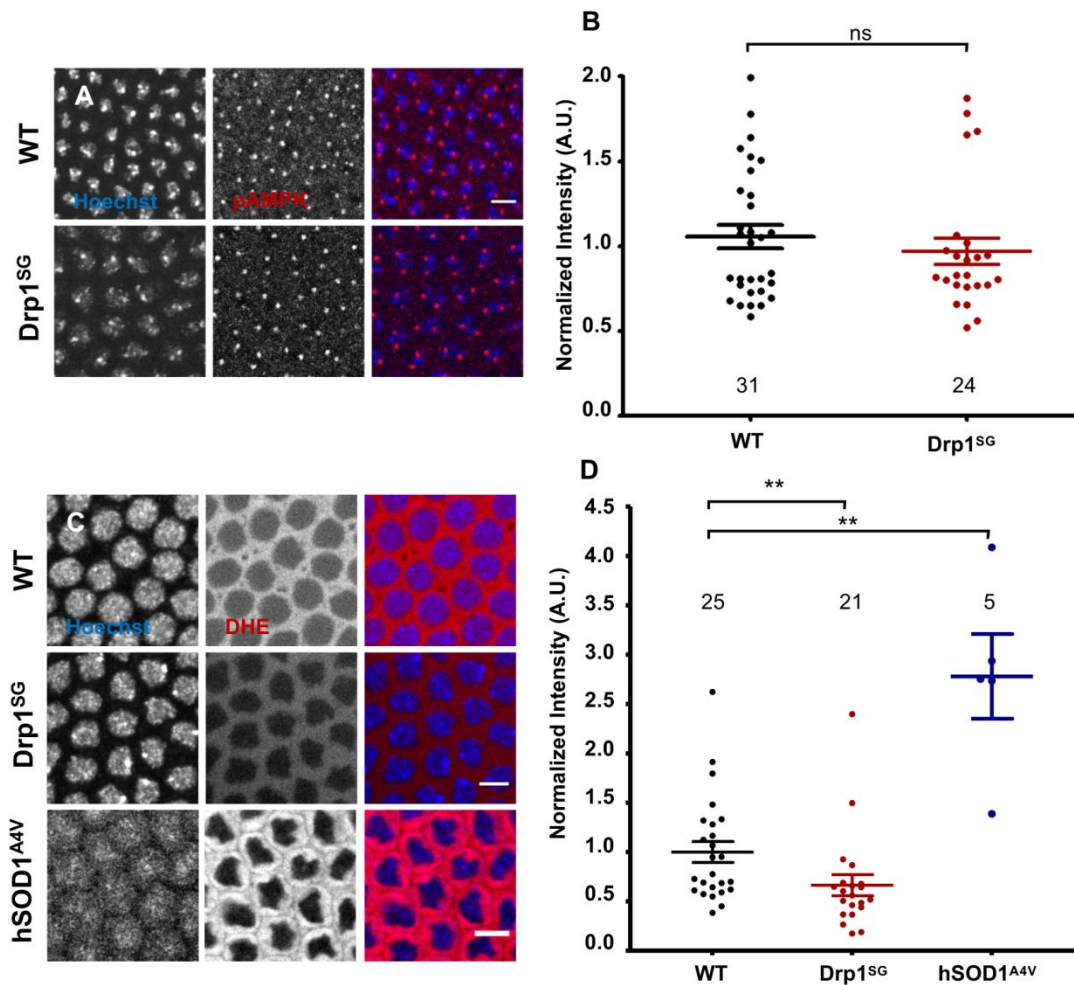 A
WT
Hoechst
pAMPK
Drp1SG
B
ns
Normalized Intensity (A.U.)
2.0
1.5
1.0
0.5
0.0
31
24
WT
Drp1SG
C
WT
Hoechst
DHE
Drp1SG
hSOD1A4V
D
**
**
Normalized Intensity (A.U.)
4.5
4.0
3.5
3.0
2.5
2.0
1.5
1.0
0.5
0.0
25
21
5
WT
Drp1SG
hSOD1A4V